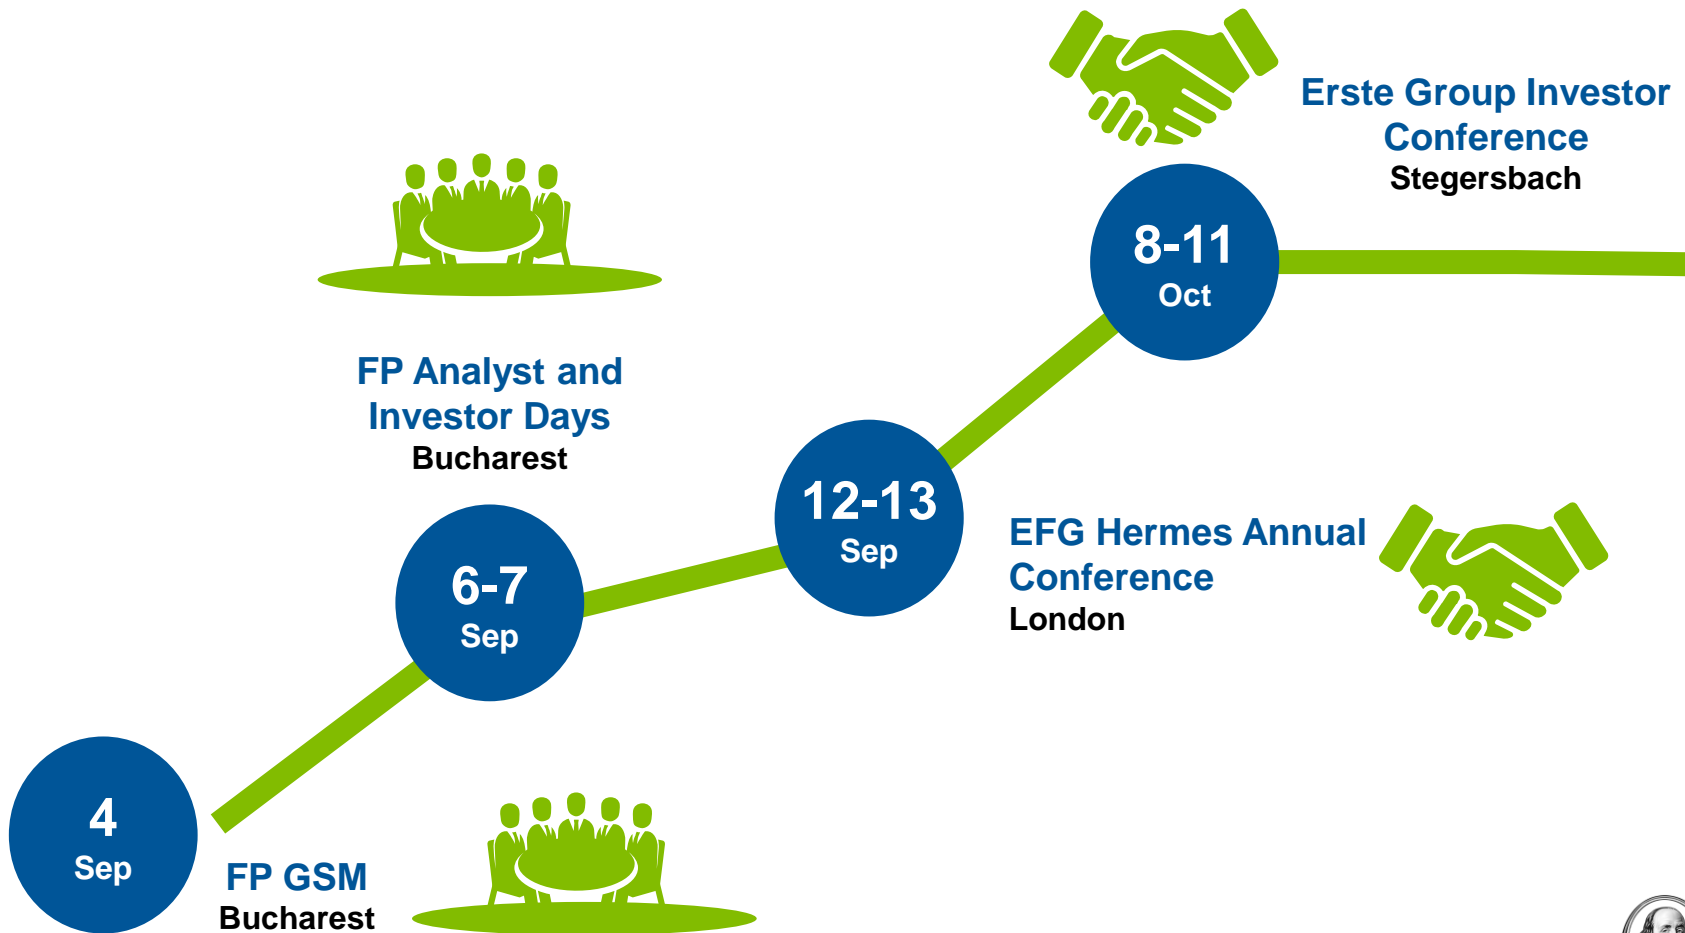 Erste Group Investor
Conference
Stegersbach
8-11
Oct
FP Analyst and
Investor Days
Bucharest
12-13
Sep
EFG Hermes Annual
Conference
London
6-7
Sep
4
Sep
FP GSM
Bucharest